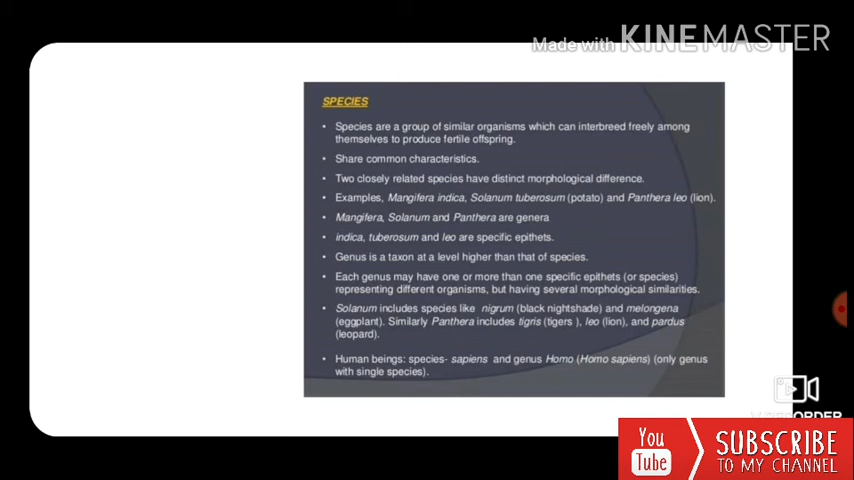 Made with KINEMASTER
SPECIES
• Species are a group of similar organisms which can interbreed freely among
themselves to produce fertile offspring.
• Share common characteristics.
• Two closely related species have distinct morphological difference.
• Examples, Mangifera indica, Solanum tuberosum (potato) and Panthera leo (lion).
• Mangifera, Solanum and Panthera are genera
• indica, tuberosum and leo are specific epithets.
• Genus is a taxon at a level higher than that of species.
• Each genus may have one or more than one specific epithets (or species)
representing different organisms, but having several morphological similarities.
• Solanum includes species like nigrum (black nightshade) and melongena
(eggplant). Similarly Panthera includes tigris (tigers ), leo (lion), and pardus
(leopard).
• Human beings: species- sapiens and genus Homo (Homo sapiens) (only genus
with single species).
RECORDER
You
Tube
SUBSCRIBE
TO MY CHANNEL